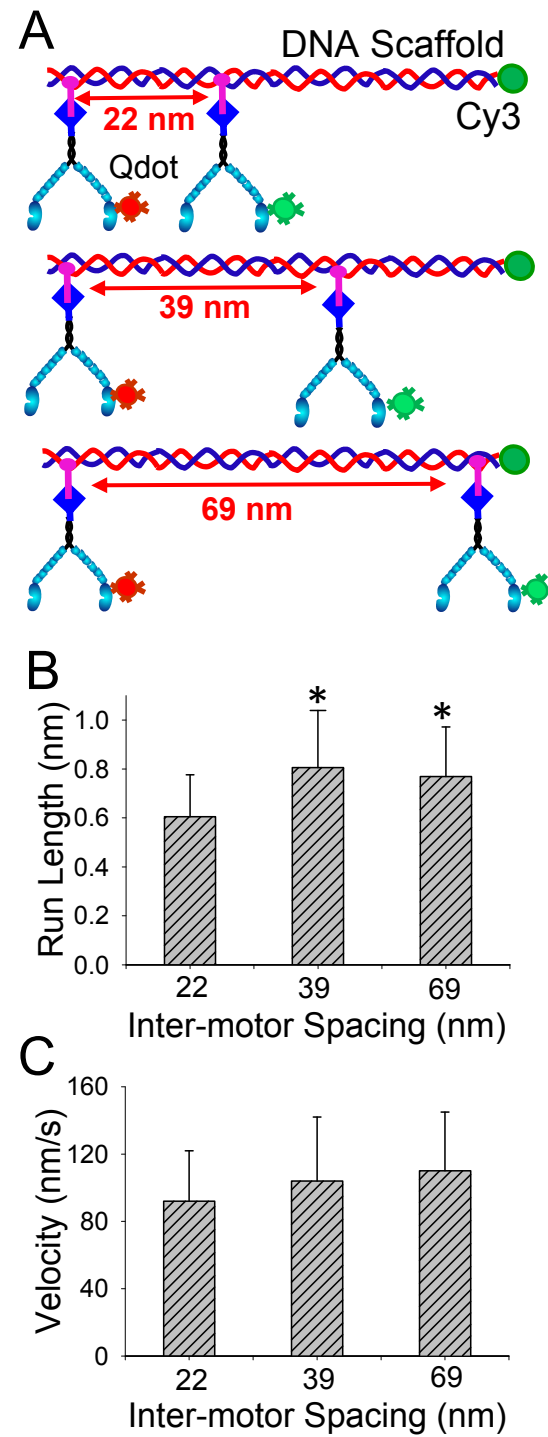 A
DNA Scaffold
Cy3
22 nm
Qdot
39 nm
69 nm
B
Run Length (nm)
1.0
0.8
0.6
0.4
0.2
0.0
* *
22 39 69
Inter-motor Spacing (nm)
C
Velocity (nm/s)
160
120
80
40
0
22 39 69
Inter-motor Spacing (nm)